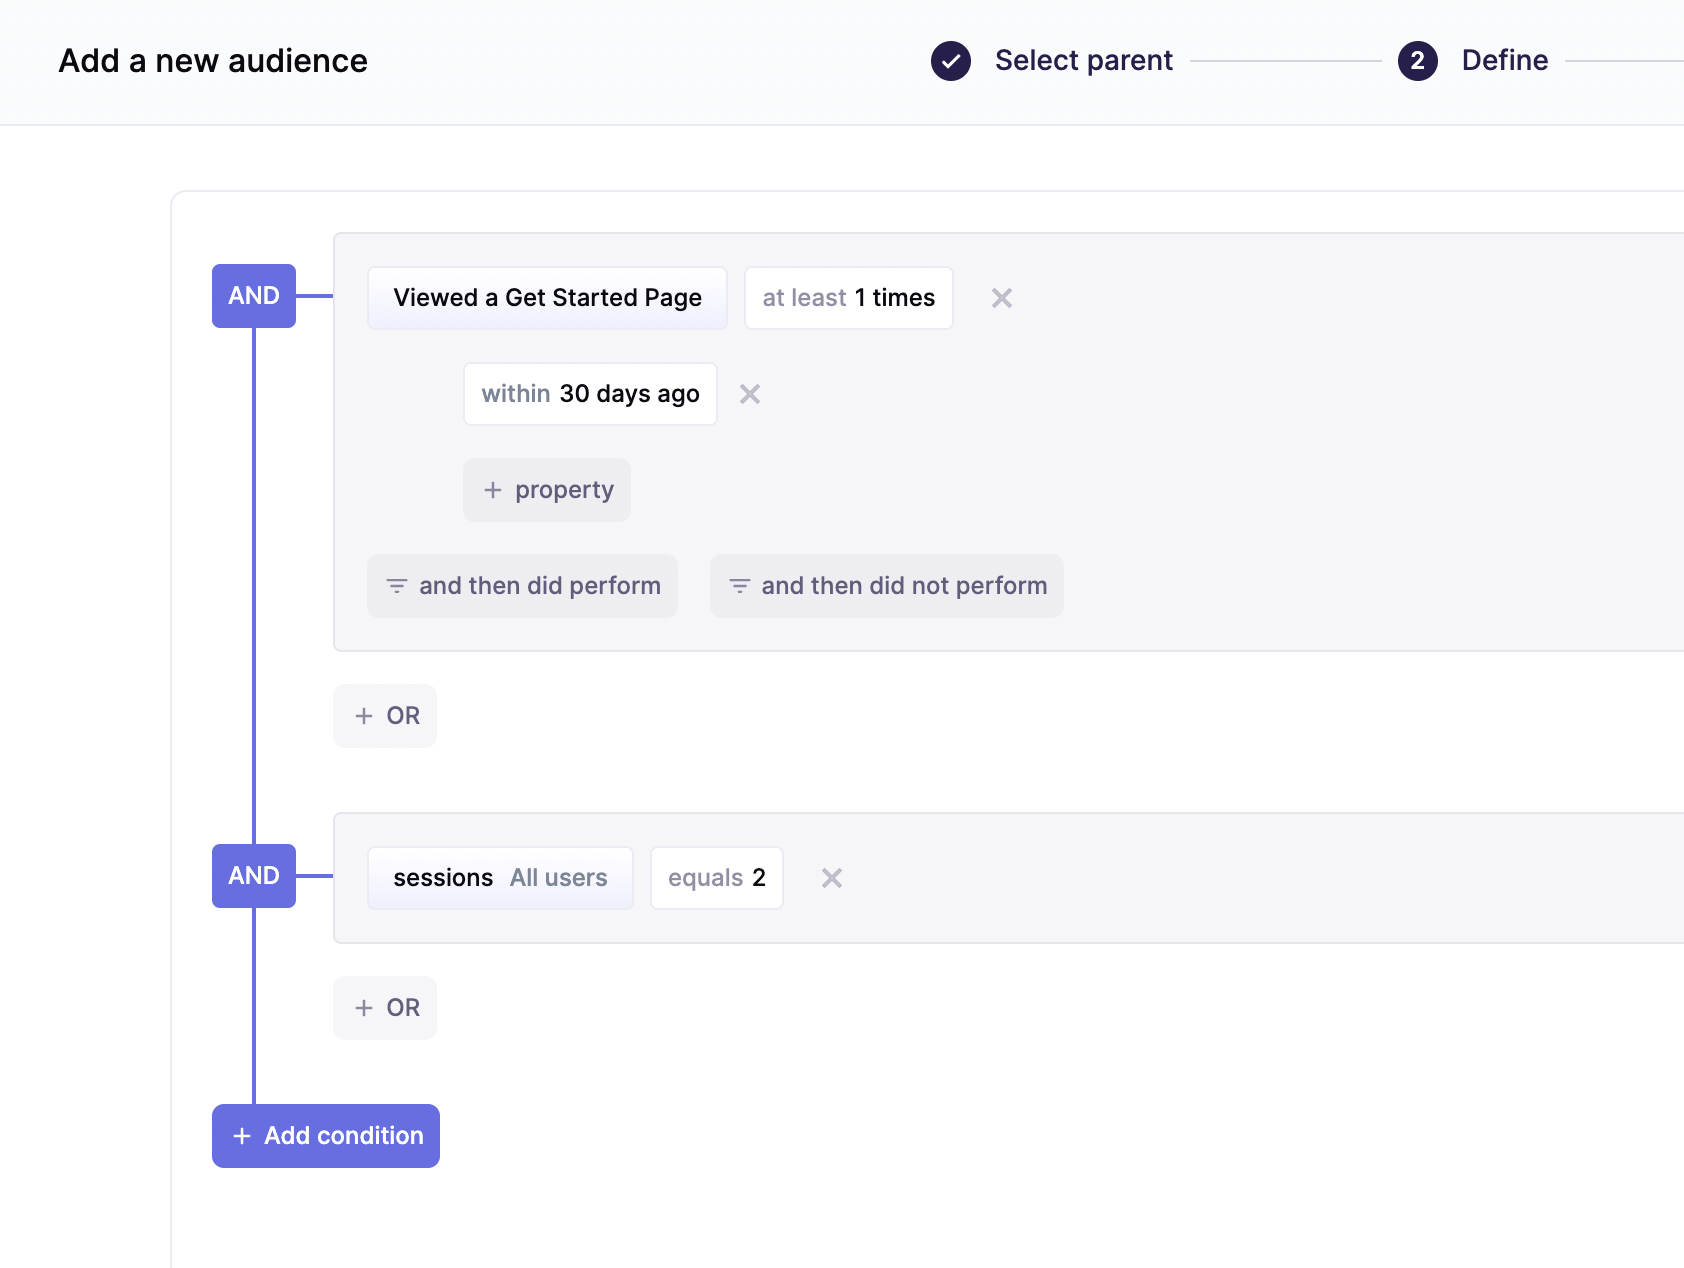 Add a new audience
Select parent
2 Define
AND
Viewed a Get Started Page at least 1 times
within 30 days ago
+ property
and then did perform and then did not perform
+ OR
AND
sessions All users equals 2
+ OR
+ Add condition